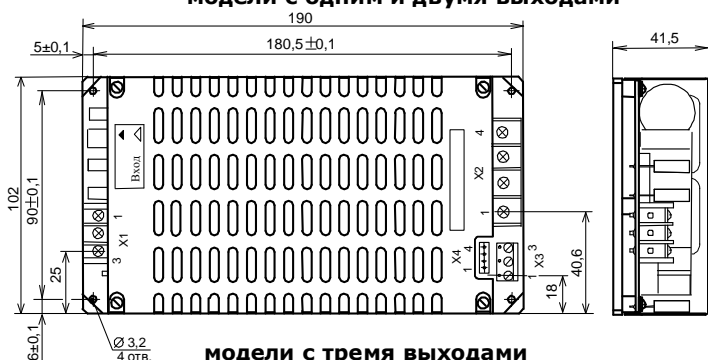 модели с одним и двумя выходами
190
5±0,1
180,5±0,1
41,5
102
90±0,1
Вход
4
X2
1
1
X1
3
25
X4
4
1
3
X3
1
18
40,6
6±0,1
Ø 3,2
4 отв.
модели с тремя выходами